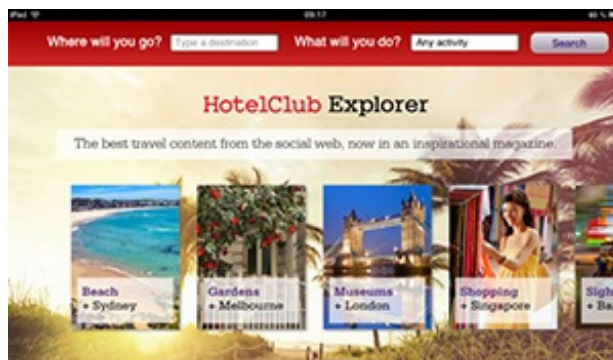 iPad
09:17
Where will you go? Type a destination What will you do? Any activity Search
HotelClub Explorer
The best travel content from the social web, now in an inspirational magazine.
Beach
+ Sydney
Gardens
+ Melbourne
Museums
+ London
Shopping
+ Singapore
Sigh
+ Ba